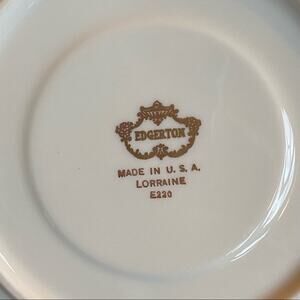 EDGERTON
MADE IN U. S. A.
LORRAINE
E220